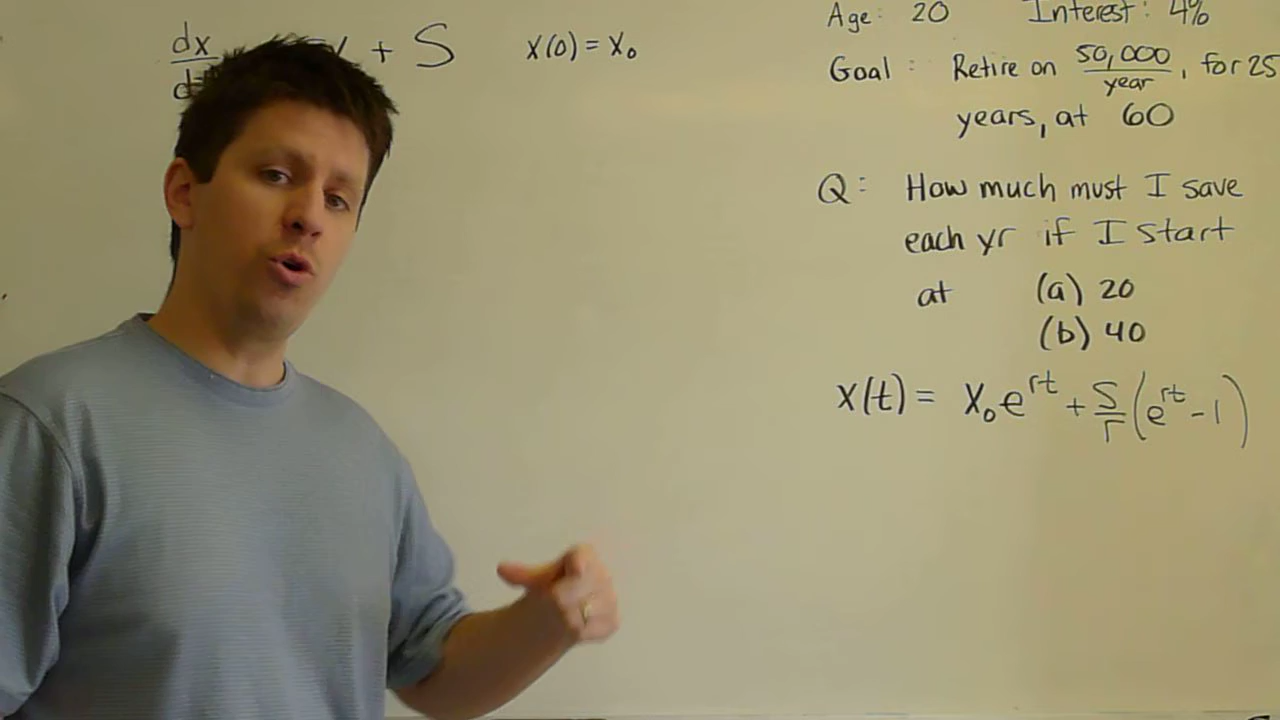 dx + S x(0) = x₀
d
Age: 20 Interest: 4%
Goal: Retire on 50,000/year, for 25
years, at 60
Q: How much must I save
each yr if I start
at (a) 20
(b) 40
x(t) = x₀e^rt + S/r (e^rt - 1)